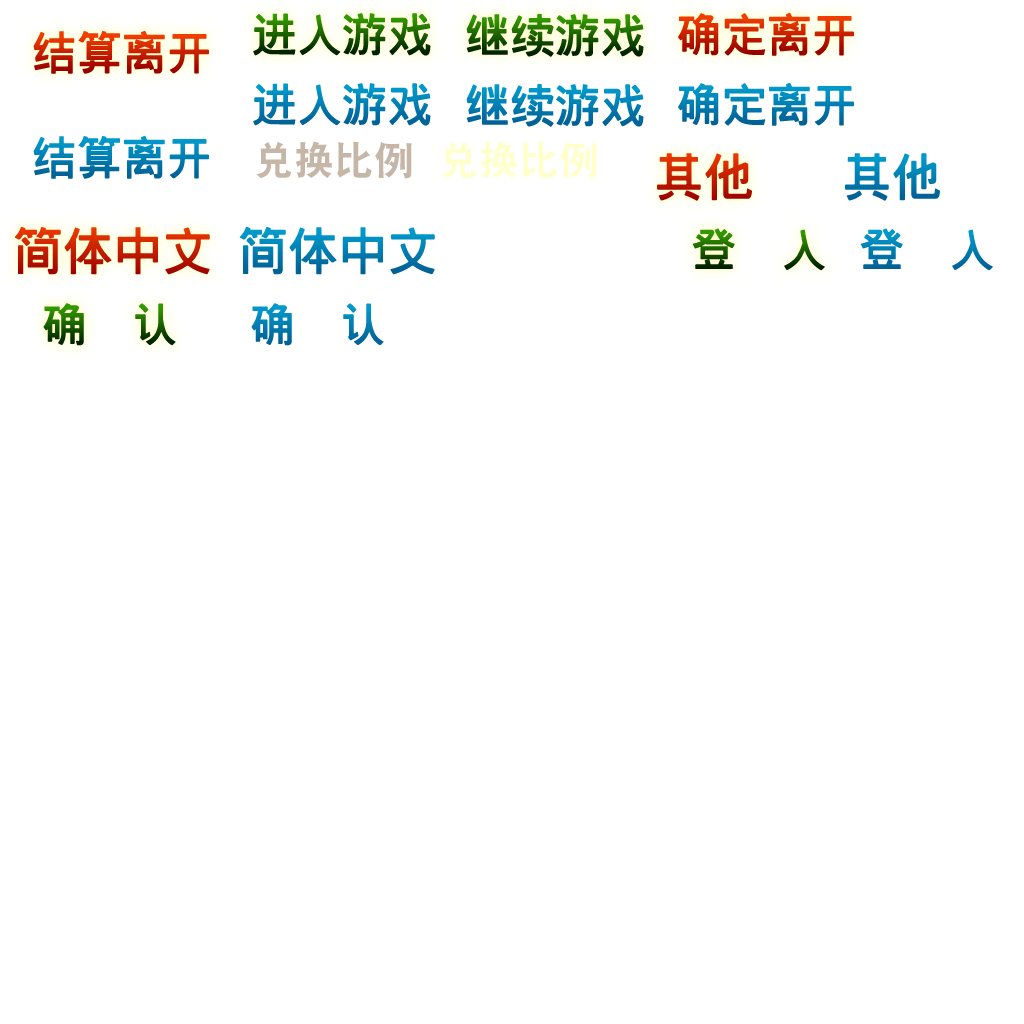 结算离开 进入游戏 继续游戏 确定离开
进入游戏 继续游戏 确定离开
结算离开 兑换比例 兑换比例
其他 其他
简体中文 简体中文 登 入 登 入
确 认 确 认